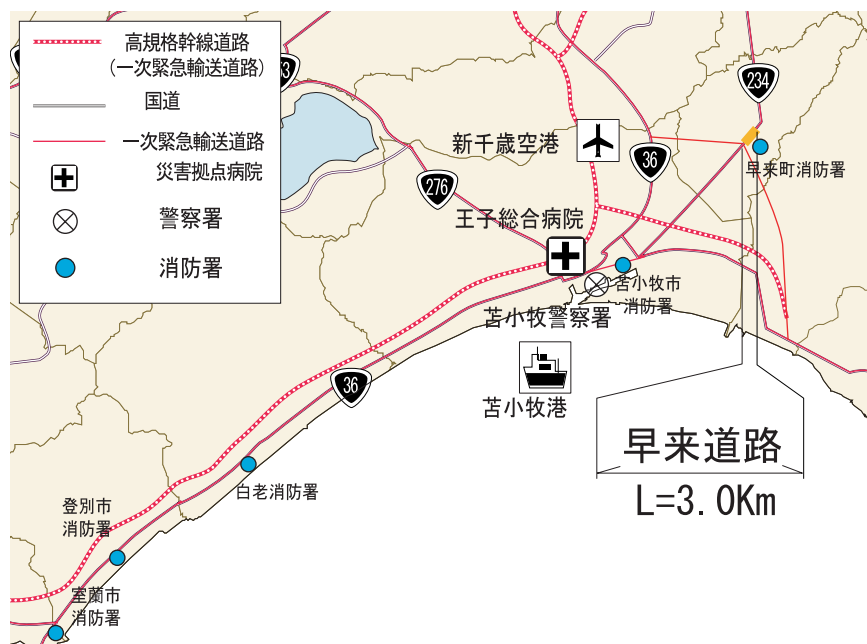 高規格幹線道路
（一次緊急輸送道路）
国道
一次緊急輸送道路
災害拠点病院
警察署
消防署
234
新千歳空港
36
早来町消防署
276
王子総合病院
苫小牧市
消防署
苫小牧警察署
36
苫小牧港
早来道路
L=3.0Km
白老消防署
登別市
消防署
室蘭市
消防署